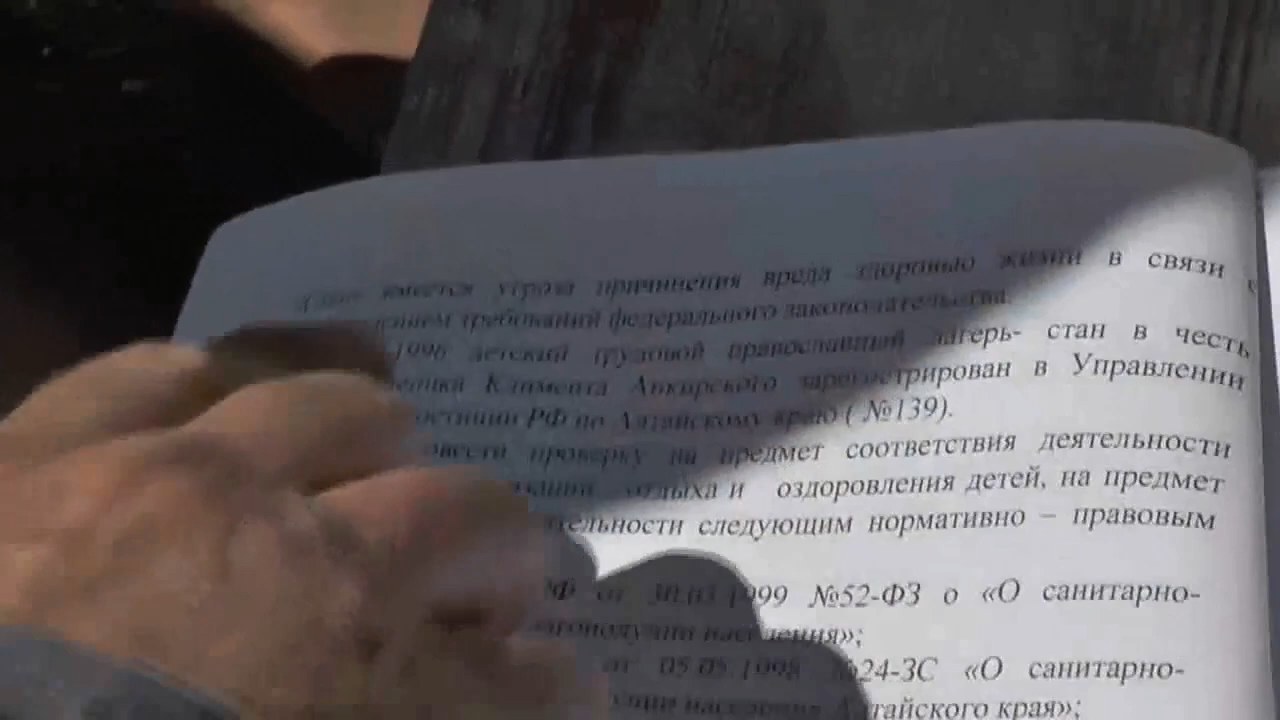 имеется угроза причинения вреда здоровью жизни в связи с
требований федерального законодательства.
1996 детский трудовой православный лагерь- стан в честь
Климента Анкирского зарегистрирован в Управлении
юстиции РФ по Алтайскому краю ( №139).
проверку на предмет соответствия деятельности
отдыха и оздоровления детей, на предмет
следующим нормативно – правовым
РФ от 30.03.1999 №52-ФЗ о «О санитарно-
благополучии населения»;
от 05.05.1998 №24-ЗС «О санитарно-
населения Алтайского края»;